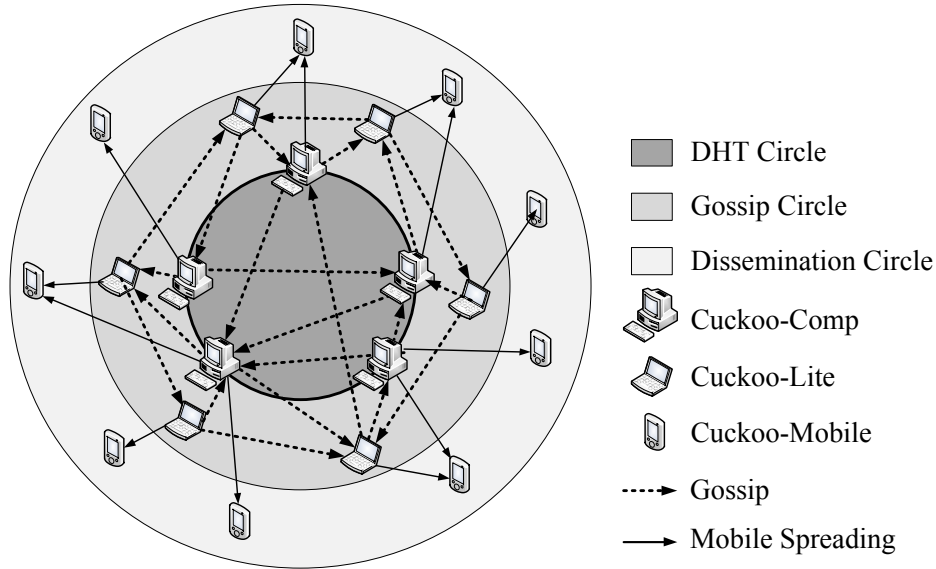 DHT Circle
Gossip Circle
Dissemination Circle
Cuckoo-Comp
Cuckoo-Lite
Cuckoo-Mobile
Gossip
Mobile Spreading